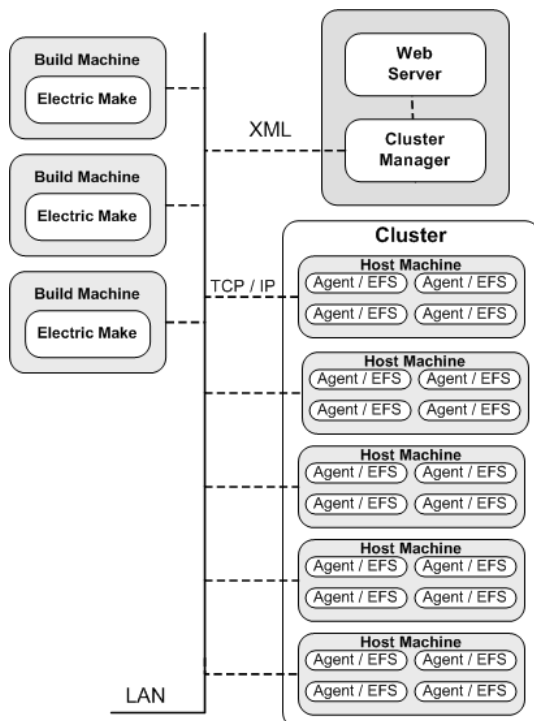 Build Machine
Electric Make
Build Machine
Electric Make
Build Machine
Electric Make
XML
TCP / IP
LAN
Web
Server
Cluster
Manager
Cluster
Host Machine
Agent / EFS Agent / EFS
Agent / EFS Agent / EFS
Host Machine
Agent / EFS Agent / EFS
Agent / EFS Agent / EFS
Host Machine
Agent / EFS Agent / EFS
Agent / EFS Agent / EFS
Host Machine
Agent / EFS Agent / EFS
Agent / EFS Agent / EFS
Host Machine
Agent / EFS Agent / EFS
Agent / EFS Agent / EFS